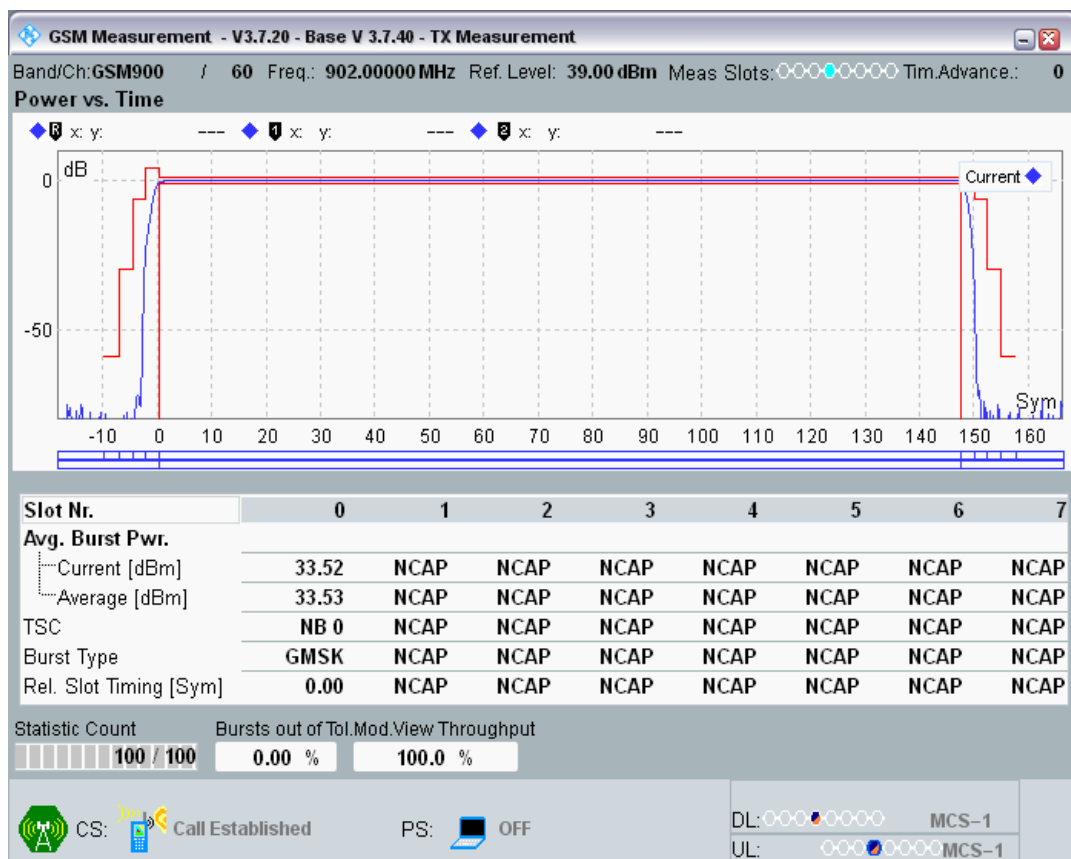 GSM Measurement - V3.7.20 - Base V 3.7.40 - TX Measurement
Band/Ch:GSM900 / 60 Freq.: 902.00000 MHz Ref. Level: 39.00 dBm Meas Slots: Tim.Advance.: 0
Power vs. Time
R x: y: --- 1 x: y: --- 2 x: y: ---
dB
Current
0
-50
Sym
-10 0 10 20 30 40 50 60 70 80 90 100 110 120 130 140 150 160
Slot Nr. 0 1 2 3 4 5 6 7
Avg. Burst Pwr.
Current [dBm] 33.52 NCAP NCAP NCAP NCAP NCAP NCAP NCAP
Average [dBm] 33.53 NCAP NCAP NCAP NCAP NCAP NCAP NCAP
TSC NB 0 NCAP NCAP NCAP NCAP NCAP NCAP NCAP
Burst Type GMSK NCAP NCAP NCAP NCAP NCAP NCAP NCAP
Rel. Slot Timing [Sym] 0.00 NCAP NCAP NCAP NCAP NCAP NCAP NCAP
Statistic Count Bursts out of Tol. Mod.View Throughput
100 / 100 0.00 % 100.0 %
CS: Call Established PS: OFF
DL: MCS-1
UL: MCS-1